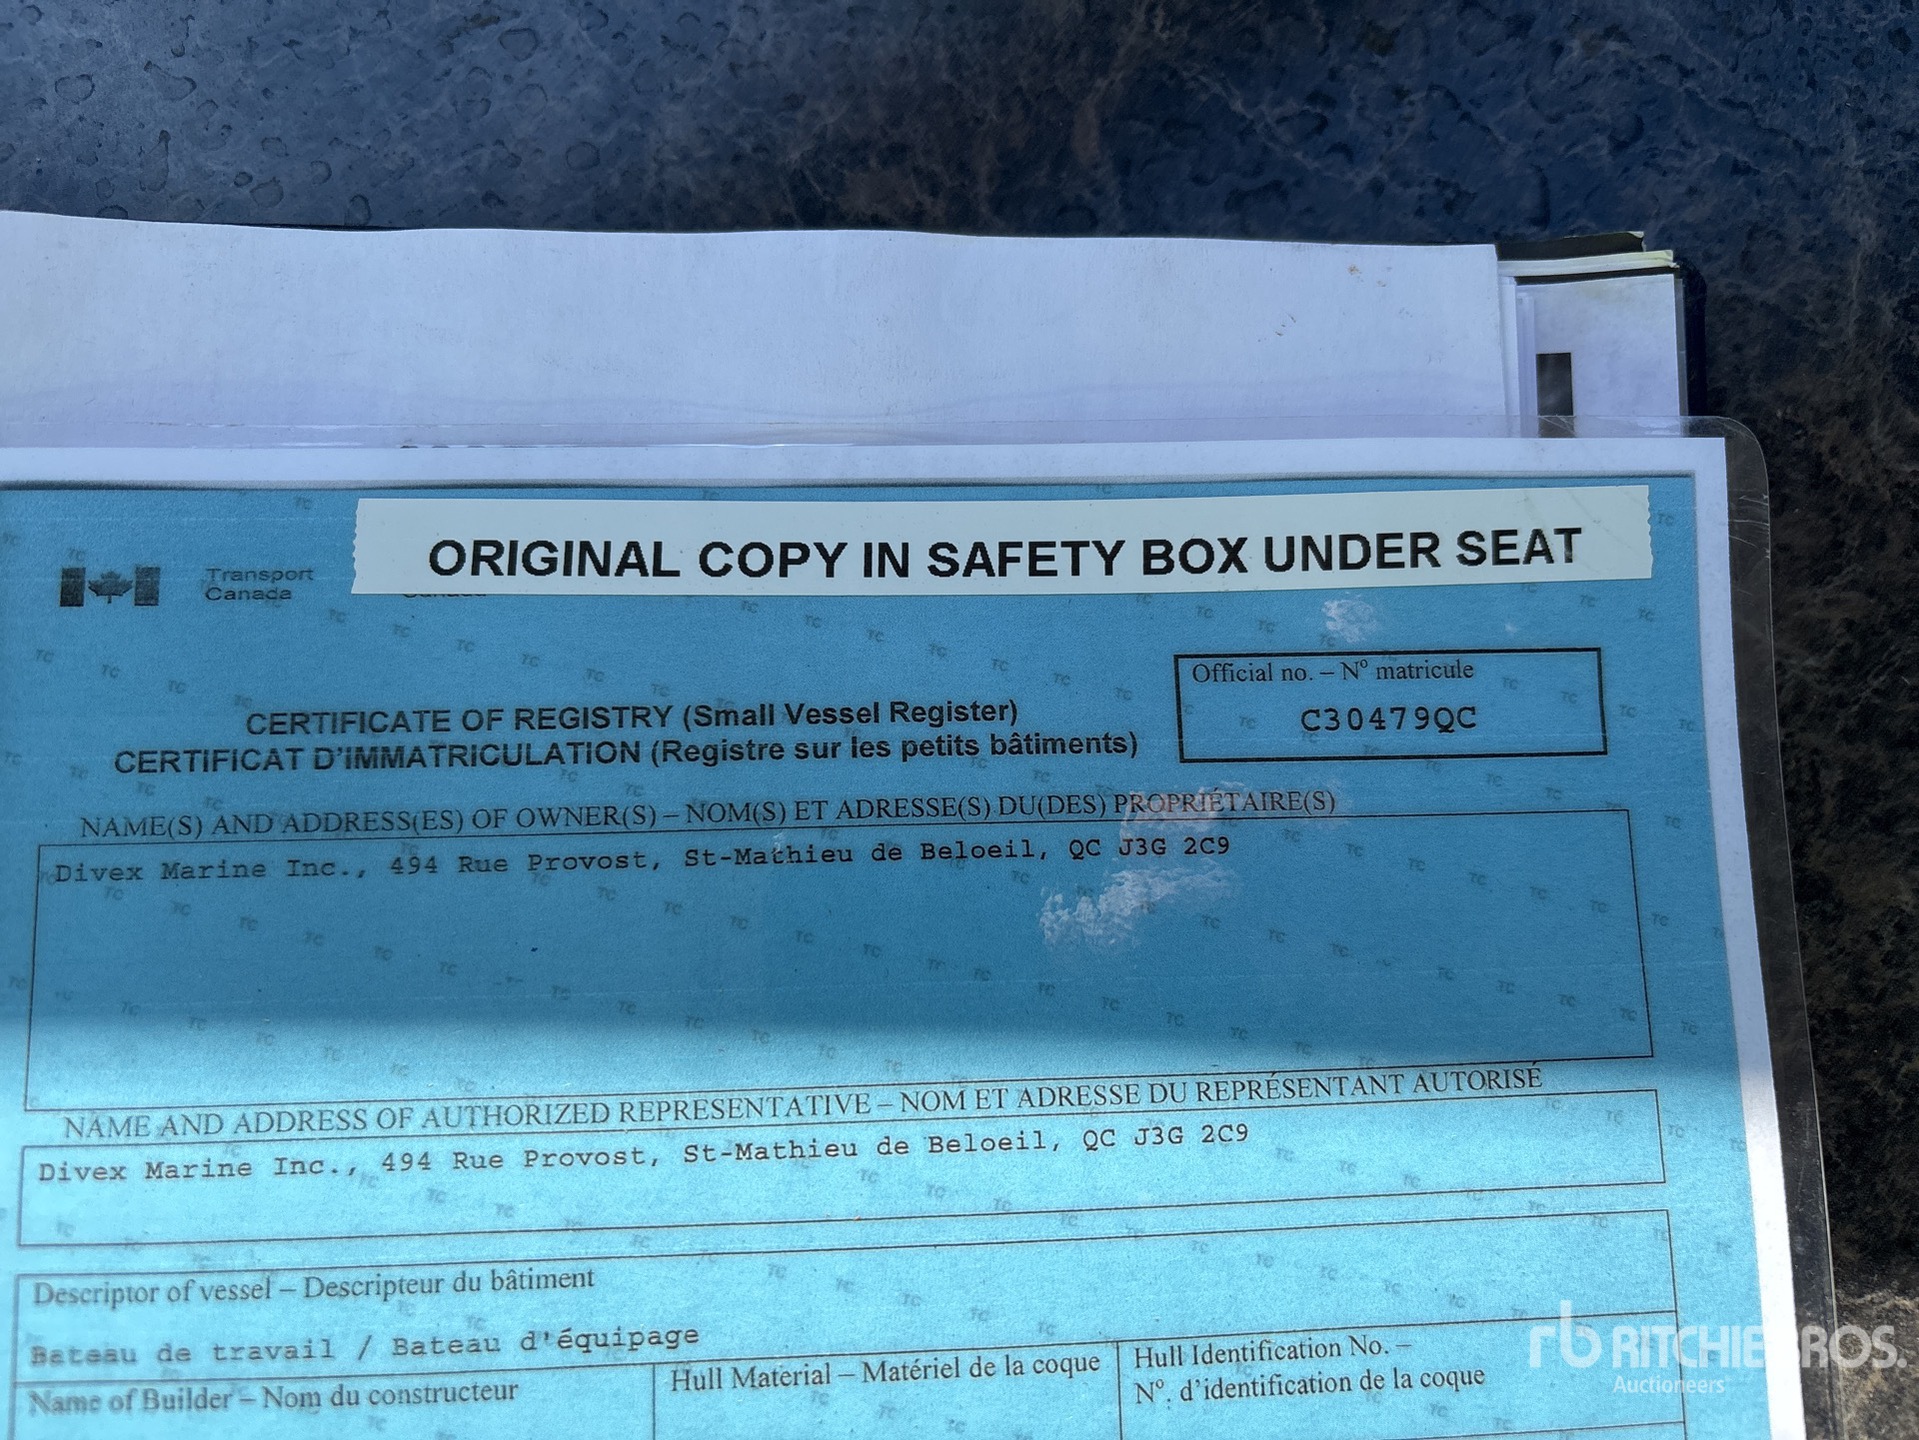 ORIGINAL COPY IN SAFETY BOX UNDER SEAT
Transport
Canada
Official no. – Nº matricule
C30479QC
CERTIFICATE OF REGISTRY (Small Vessel Register)
CERTIFICAT D'IMMATRICULATION (Registre sur les petits bâtiments)
NAME(S) AND ADDRESS(ES) OF OWNER(S) – NOM(S) ET ADRESSE(S) DU(DES) PROPRIÉTAIRE(S)
Divex Marine Inc., 494 Rue Provost, St-Mathieu de Beloeil, QC J3G 2C9
NAME AND ADDRESS OF AUTHORIZED REPRESENTATIVE – NOM ET ADRESSE DU REPRÉSENTANT AUTORISÉ
Divex Marine Inc., 494 Rue Provost, St-Mathieu de Beloeil, QC J3G 2C9
Descriptor of vessel – Descripteur du bâtiment
Bateau de travail / Bateau d'équipage
Name of Builder – Nom du constructeur
Hull Material – Matériel de la coque
Hull Identification No. –
Nº. d'identification de la coque
rb RITCHIE BROS.
Auctioneers